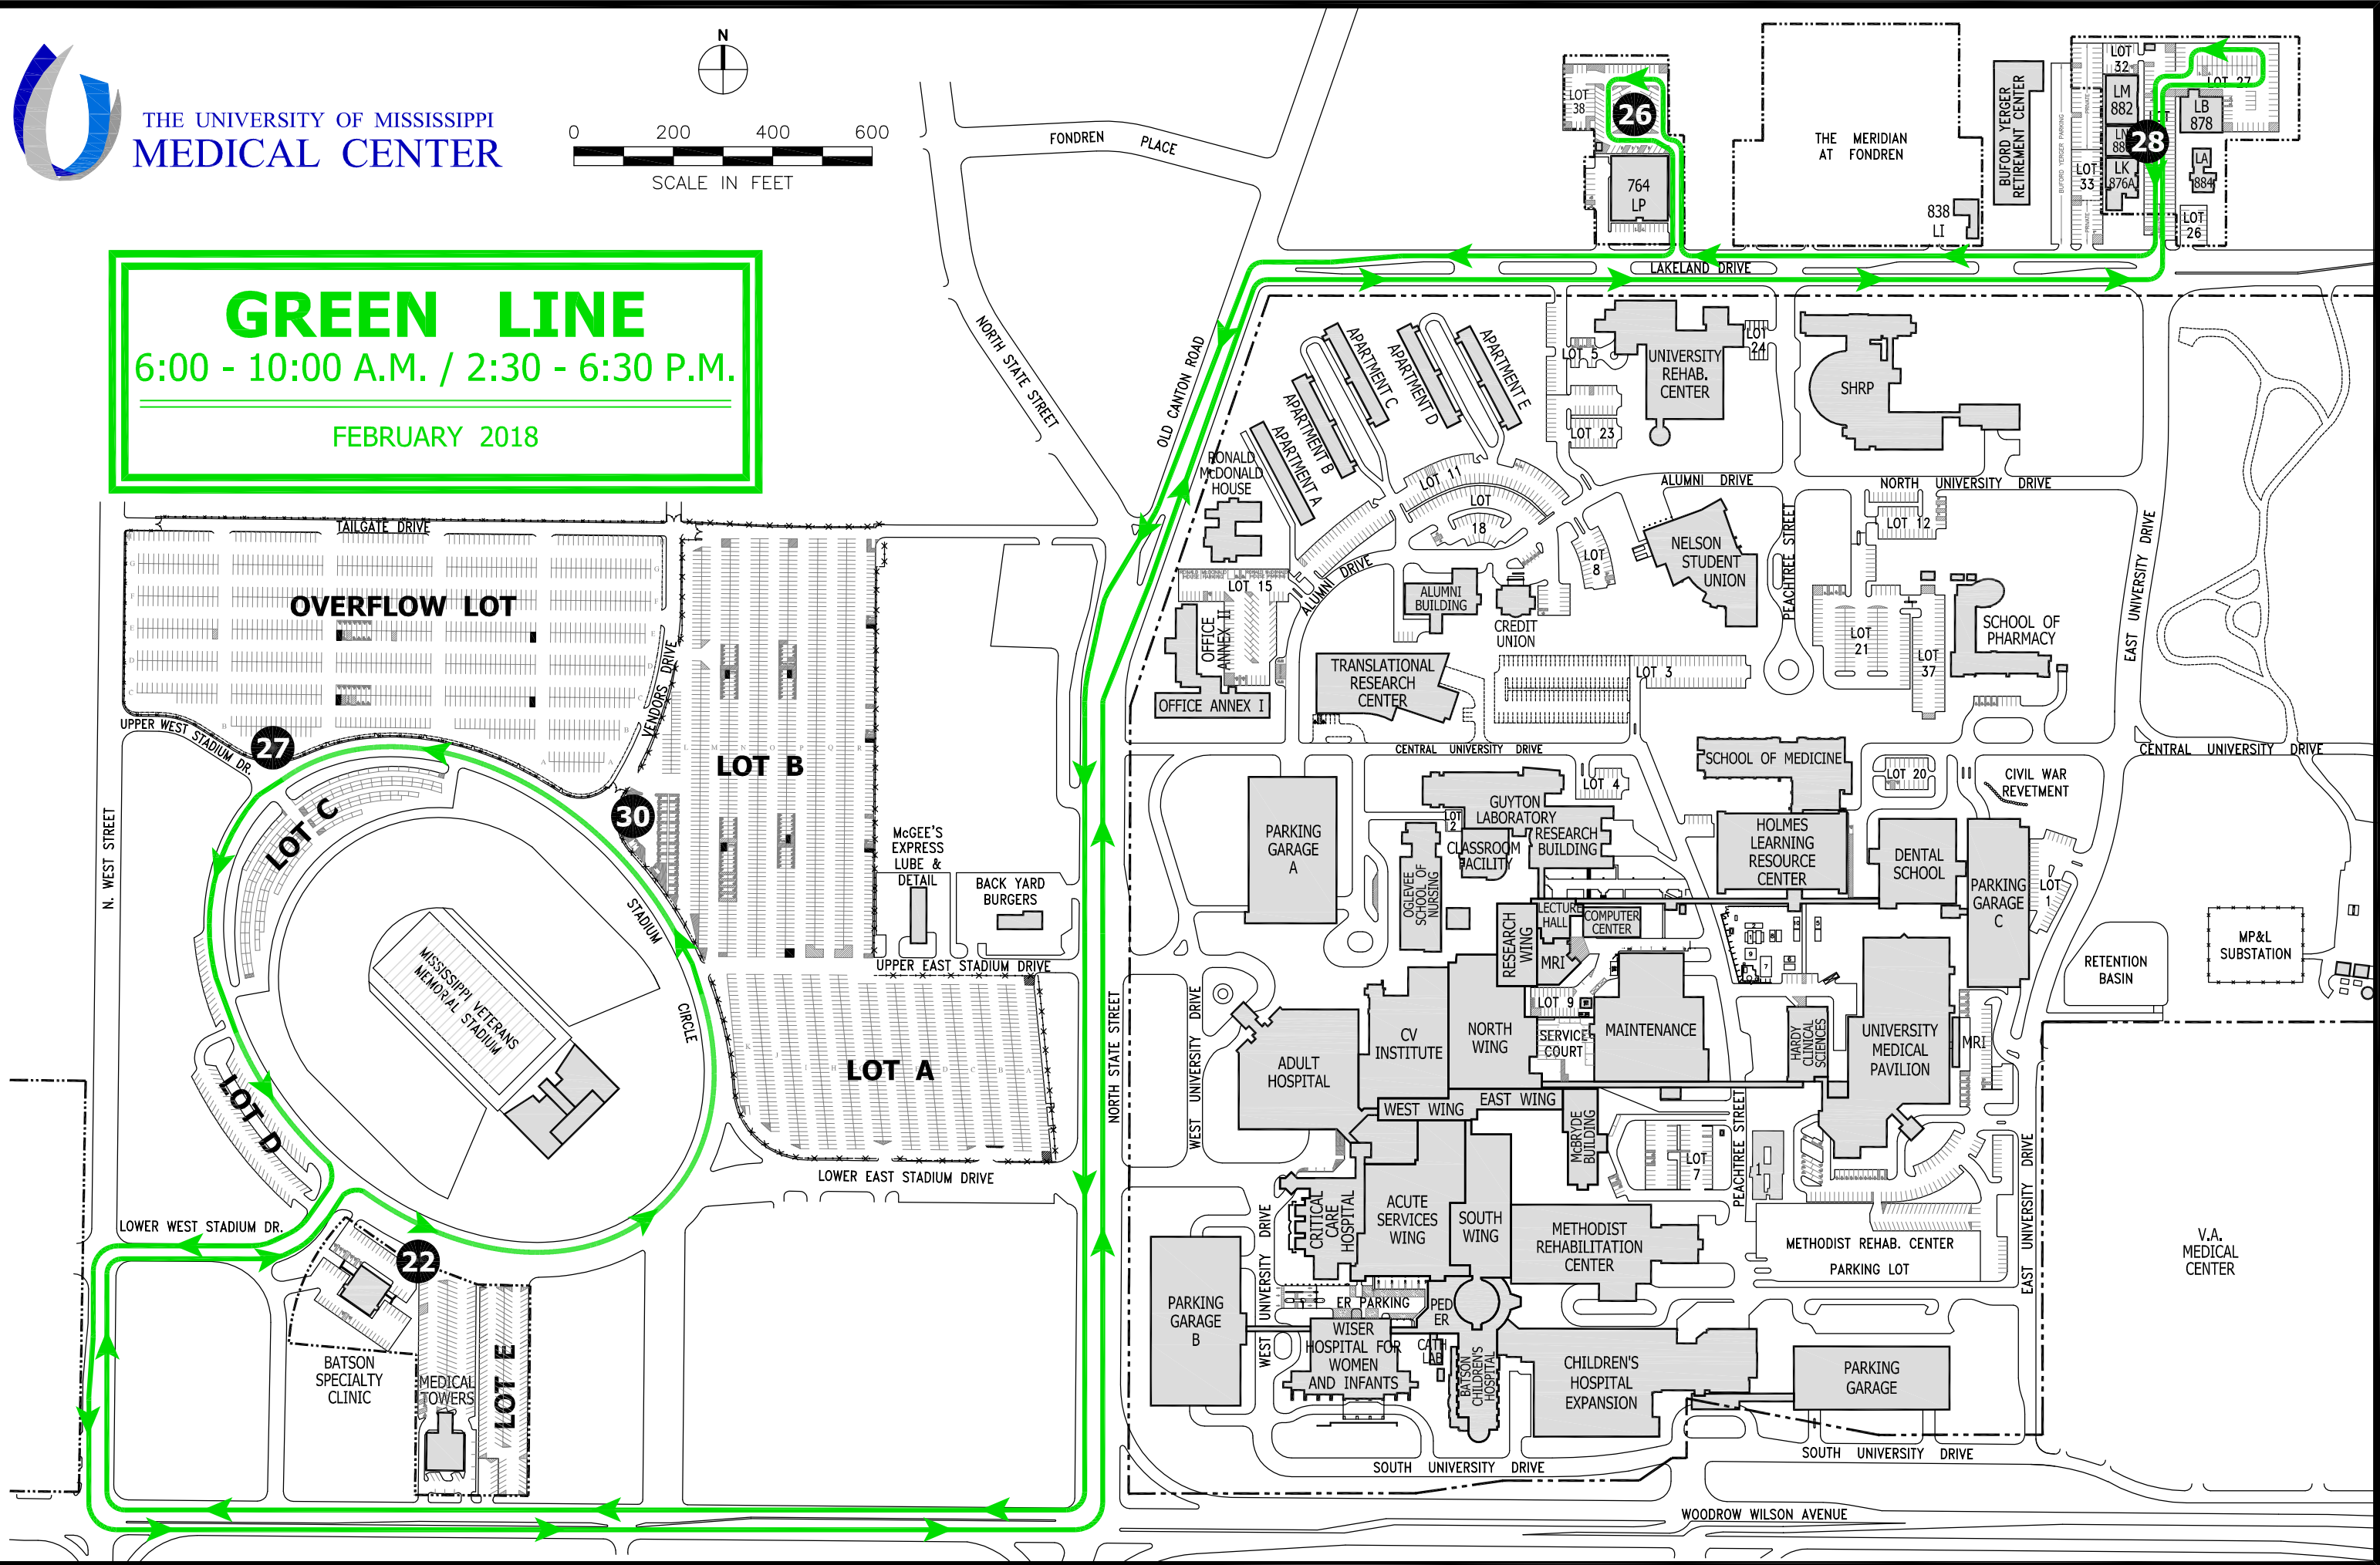 THE UNIVERSITY OF MISSISSIPPI
MEDICAL CENTER
N
0 200 400 600
SCALE IN FEET
GREEN LINE
6:00 - 10:00 A.M. / 2:30 - 6:30 P.M.
FEBRUARY 2018
FONDREN PLACE
NORTH STATE STREET
OLD CANTON ROAD
LOT
38
26
764
LP
THE MERIDIAN
AT FONDREN
838
LI
BUFORD YERGER
RETIREMENT CENTER
BUFORD YERGER PARKING
PRIVATE
PRIVATE
LOT
32
LM
882
LOT 27
LB
878
28
LOT
33
LK
876A
LA
884
LOT
26
LAKELAND DRIVE
APARTMENT C
APARTMENT D
APARTMENT E
APARTMENT B
APARTMENT A
LOT 5
UNIVERSITY
REHAB.
CENTER
LOT
24
SHRP
LOT 23
RONALD
McDONALD
HOUSE
LOT 11
LOT
18
ALUMNI DRIVE
NORTH UNIVERSITY DRIVE
LOT 12
LOT
8
NELSON
STUDENT
UNION
PEACHTREE STREET
EAST UNIVERSITY DRIVE
LOT 15
ALUMNI DRIVE
ALUMNI
BUILDING
CREDIT
UNION
OFFICE
ANNEX II
OFFICE ANNEX I
TRANSLATIONAL
RESEARCH
CENTER
LOT 3
LOT
21
LOT
37
SCHOOL OF
PHARMACY
TAILGATE DRIVE
OVERFLOW LOT
UPPER WEST STADIUM DR.
27
VENDORS DRIVE
LOT B
30
LOT C
N. WEST STREET
STADIUM
CIRCLE
MISSISSIPPI VETERANS
MEMORIAL STADIUM
McGEE'S
EXPRESS
LUBE &
DETAIL
BACK YARD
BURGERS
UPPER EAST STADIUM DRIVE
LOT A
LOWER EAST STADIUM DRIVE
NORTH STATE STREET
LOT D
LOWER WEST STADIUM DR.
22
BATSON
SPECIALTY
CLINIC
MEDICAL
TOWERS
LOT E
CENTRAL UNIVERSITY DRIVE
CENTRAL UNIVERSITY DRIVE
PARKING
GARAGE
A
SCHOOL OF MEDICINE
LOT 4
LOT 20
CIVIL WAR
REVETMENT
GUYTON
LABORATORY
LOT
2
CLASSROOM
FACILITY
RESEARCH
BUILDING
OGLEVEE
SCHOOL OF
NURSING
HOLMES
LEARNING
RESOURCE
CENTER
DENTAL
SCHOOL
PARKING
GARAGE
C
LOT
1
LECTURE
HALL
COMPUTER
CENTER
RESEARCH
WING
MRI
RETENTION
BASIN
MP&L
SUBSTATION
WEST UNIVERSITY DRIVE
LOT 9
SERVICE
COURT
MAINTENANCE
HARDY
CLINICAL
SCIENCES
UNIVERSITY
MEDICAL
PAVILION
MRI
ADULT
HOSPITAL
CV
INSTITUTE
NORTH
WING
WEST WING
EAST WING
McBRYDE
BUILDING
LOT
7
PEACHTREE STREET
1
EAST UNIVERSITY DRIVE
CRITICAL
CARE
HOSPITAL
ACUTE
SERVICES
WING
SOUTH
WING
METHODIST
REHABILITATION
CENTER
METHODIST REHAB. CENTER
PARKING LOT
V.A.
MEDICAL
CENTER
WEST UNIVERSITY DRIVE
PARKING
GARAGE
B
ER PARKING
PED
ER
WISER
HOSPITAL FOR
WOMEN
AND INFANTS
CATH
LAB
BATSON
CHILDREN'S
HOSPITAL
CHILDREN'S
HOSPITAL
EXPANSION
PARKING
GARAGE
SOUTH UNIVERSITY DRIVE
SOUTH UNIVERSITY DRIVE
WOODROW WILSON AVENUE